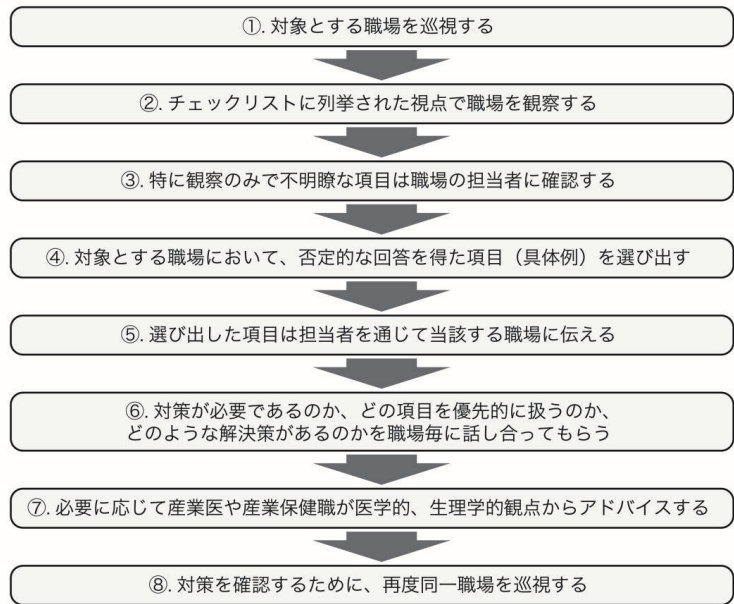 ①. 対象とする職場を巡視する
②. チェックリストに列挙された視点で職場を観察する
③. 特に観察のみで不明瞭な項目は職場の担当者に確認する
④. 対象とする職場において、否定的な回答を得た項目（具体例）を選び出す
⑤. 選び出した項目は担当者を通じて当該する職場に伝える
⑥. 対策が必要であるのか、どの項目を優先的に扱うのか、
どのような解決策があるのかを職場毎に話し合ってもらう
⑦. 必要に応じて産業医や産業保健職が医学的、生理学的観点からアドバイスする
⑧. 対策を確認するために、再度同一職場を巡視する